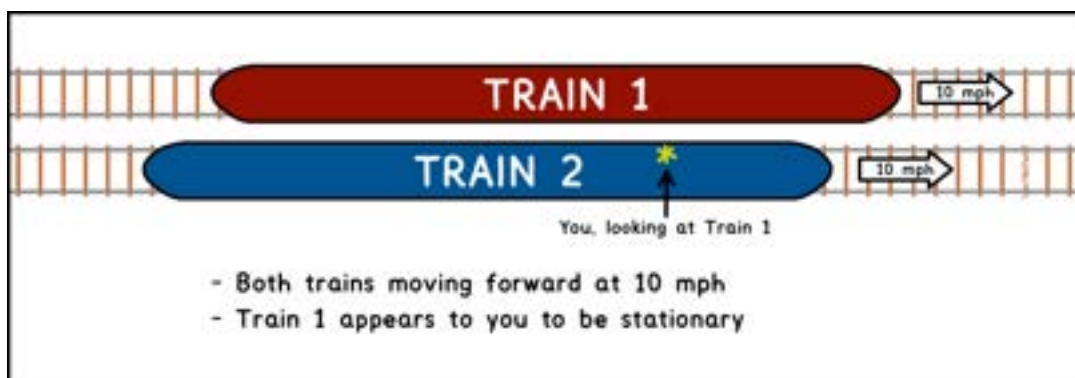 TRAIN 1
10 mph
TRAIN 2
10 mph
You, looking at Train 1
- Both trains moving forward at 10 mph
- Train 1 appears to you to be stationary